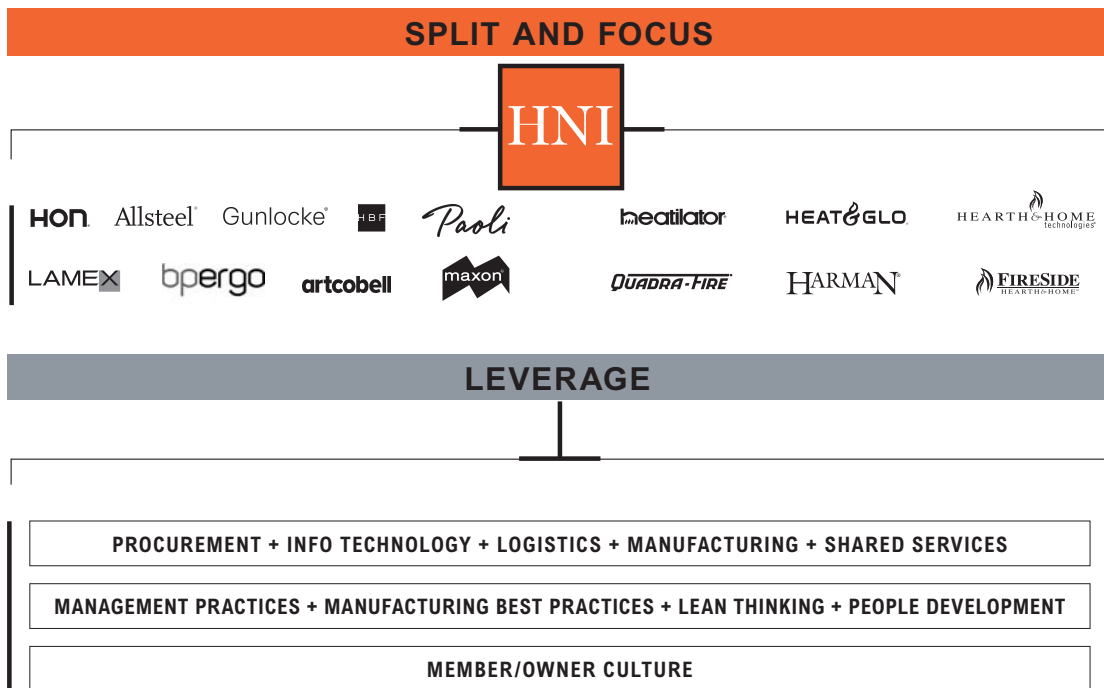 SPLIT AND FOCUS
HNI
HON Allsteel® Gunlocke® HBF Paoli heatilator HEAT&GLO HEARTH&HOME technologies
LAMEX bpergo artcobell maxon® QUADRA-FIRE HARMAN® FIRESIDE HEARTH&HOME
LEVERAGE
PROCUREMENT + INFO TECHNOLOGY + LOGISTICS + MANUFACTURING + SHARED SERVICES
MANAGEMENT PRACTICES + MANUFACTURING BEST PRACTICES + LEAN THINKING + PEOPLE DEVELOPMENT
MEMBER/OWNER CULTURE